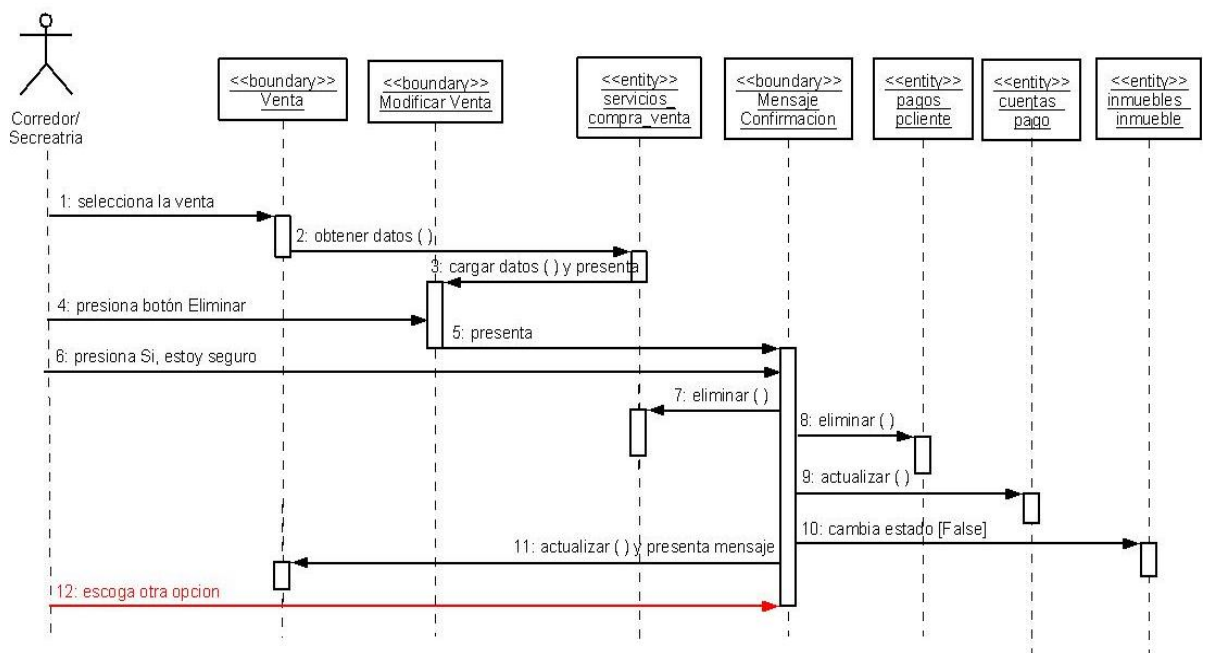 Corredor/
Secreatria
<<boundary>>
Venta
<<boundary>>
Modificar Venta
<<entity>>
servicios_
compra_venta
<<boundary>>
Mensaje
Confirmacion
<<entity>>
pagos_
pcliente
<<entity>>
cuentas_
pago
<<entity>>
inmuebles_
inmueble
1: selecciona la venta
2: obtener datos ( )
3: cargar datos ( ) y presenta
4: presiona botón Eliminar
5: presenta
6: presiona Si, estoy seguro
7: eliminar ( )
8: eliminar ( )
9: actualizar ( )
10: cambia estado [False]
11: actualizar ( ) y presenta mensaje
12: escoga otra opcion